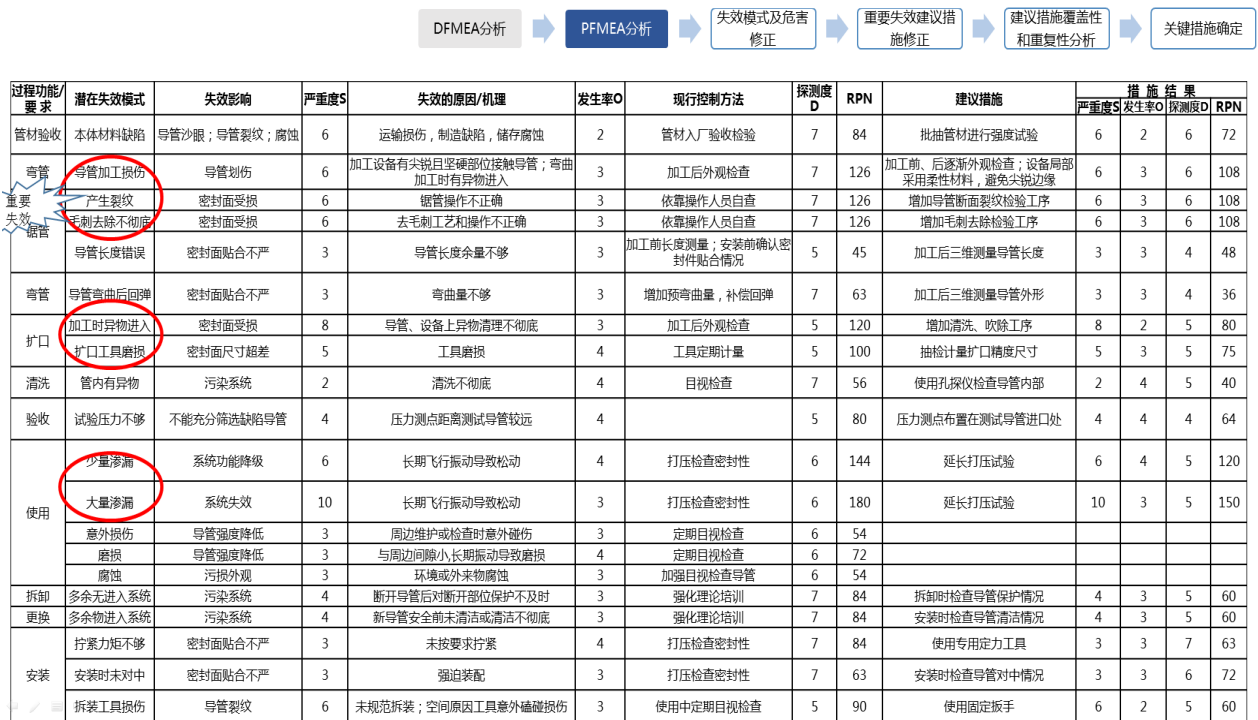 DFMEA分析
PFMEA分析
失效模式及危害
修正
重要失效建议措
施修正
建议措施覆盖性
和重复性分析
关键措施确定
过程功能/
要 求 潜在失效模式 失效影响 严重度S 失效的原因/机理 发生率O 现行控制方法 探测度
D RPN 建议措施 措 施 结 果
严重度S 发生率O 探测度D RPN
管材验收 本体材料缺陷 导管沙眼；导管裂纹；腐蚀 6 运输损伤，制造缺陷，储存腐蚀 2 管材入厂验收检验 7 84 批抽管材进行强度试验 6 2 6 72
弯管 导管加工损伤 导管划伤 6 加工设备有尖锐且坚硬部位接触导管；弯曲
加工时有异物进入 3 加工后外观检查 7 126 加工前、后逐渐外观检查；设备局部
采用柔性材料，避免尖锐边缘 6 3 6 108
重要
失效
锯管 产生裂纹 密封面受损 6 锯管操作不正确 3 依靠操作人员自查 7 126 增加导管断面裂纹检验工序 6 3 6 108
毛刺去除不彻底 密封面受损 6 去毛刺工艺和操作不正确 3 依靠操作人员自查 7 126 增加毛刺去除检验工序 6 3 6 108
导管长度错误 密封面贴合不严 3 导管长度余量不够 3 加工前长度测量；安装前确认密
封件贴合情况 5 45 加工后三维测量导管长度 3 3 4 48
弯管 导管弯曲后回弹 密封面贴合不严 3 弯曲量不够 3 增加预弯曲量，补偿回弹 7 63 加工后三维测量导管外形 3 3 4 36
扩口 加工时异物进入 密封面受损 8 导管、设备上异物清理不彻底 3 加工后外观检查 5 120 增加清洗、吹除工序 8 2 5 80
扩口工具磨损 密封面尺寸超差 5 工具磨损 4 工具定期计量 5 100 抽检计量扩口精度尺寸 5 3 5 75
清洗 管内有异物 污染系统 2 清洗不彻底 4 目视检查 7 56 使用孔探仪检查导管内部 2 4 5 40
验收 试验压力不够 不能充分筛选缺陷导管 4 压力测点距离测试导管较远 4 5 80 压力测点布置在测试导管进口处 4 4 4 64
使用 少量渗漏 系统功能降级 6 长期飞行振动导致松动 4 打压检查密封性 6 144 延长打压试验 6 4 5 120
大量渗漏 系统失效 10 长期飞行振动导致松动 3 打压检查密封性 6 180 延长打压试验 10 3 5 150
意外损伤 导管强度降低 3 周边维护或检查时意外碰伤 3 定期目视检查 6 54
磨损 导管强度降低 3 与周边间隙小,长期振动导致磨损 4 定期目视检查 6 72
腐蚀 污损外观 3 环境或外来物腐蚀 3 加强目视检查导管 6 54
拆卸 多余无进入系统 污染系统 4 断开导管后对断开部位保护不及时 3 强化理论培训 7 84 拆卸时检查导管保护情况 4 3 5 60
更换 多余物进入系统 污染系统 4 新导管安全前未清洁或清洁不彻底 3 强化理论培训 7 84 安装时检查导管清洁情况 4 3 5 60
安装 拧紧力矩不够 密封面贴合不严 3 未按要求拧紧 4 打压检查密封性 7 84 使用专用定力工具 3 3 7 63
安装时未对中 密封面贴合不严 3 强迫装配 3 打压检查密封性 7 63 安装时检查导管对中情况 3 3 6 72
拆装工具损伤 导管裂纹 6 未规范拆装；空间原因工具意外磕碰损伤 3 使用中定期目视检查 5 90 使用固定扳手 6 2 5 60